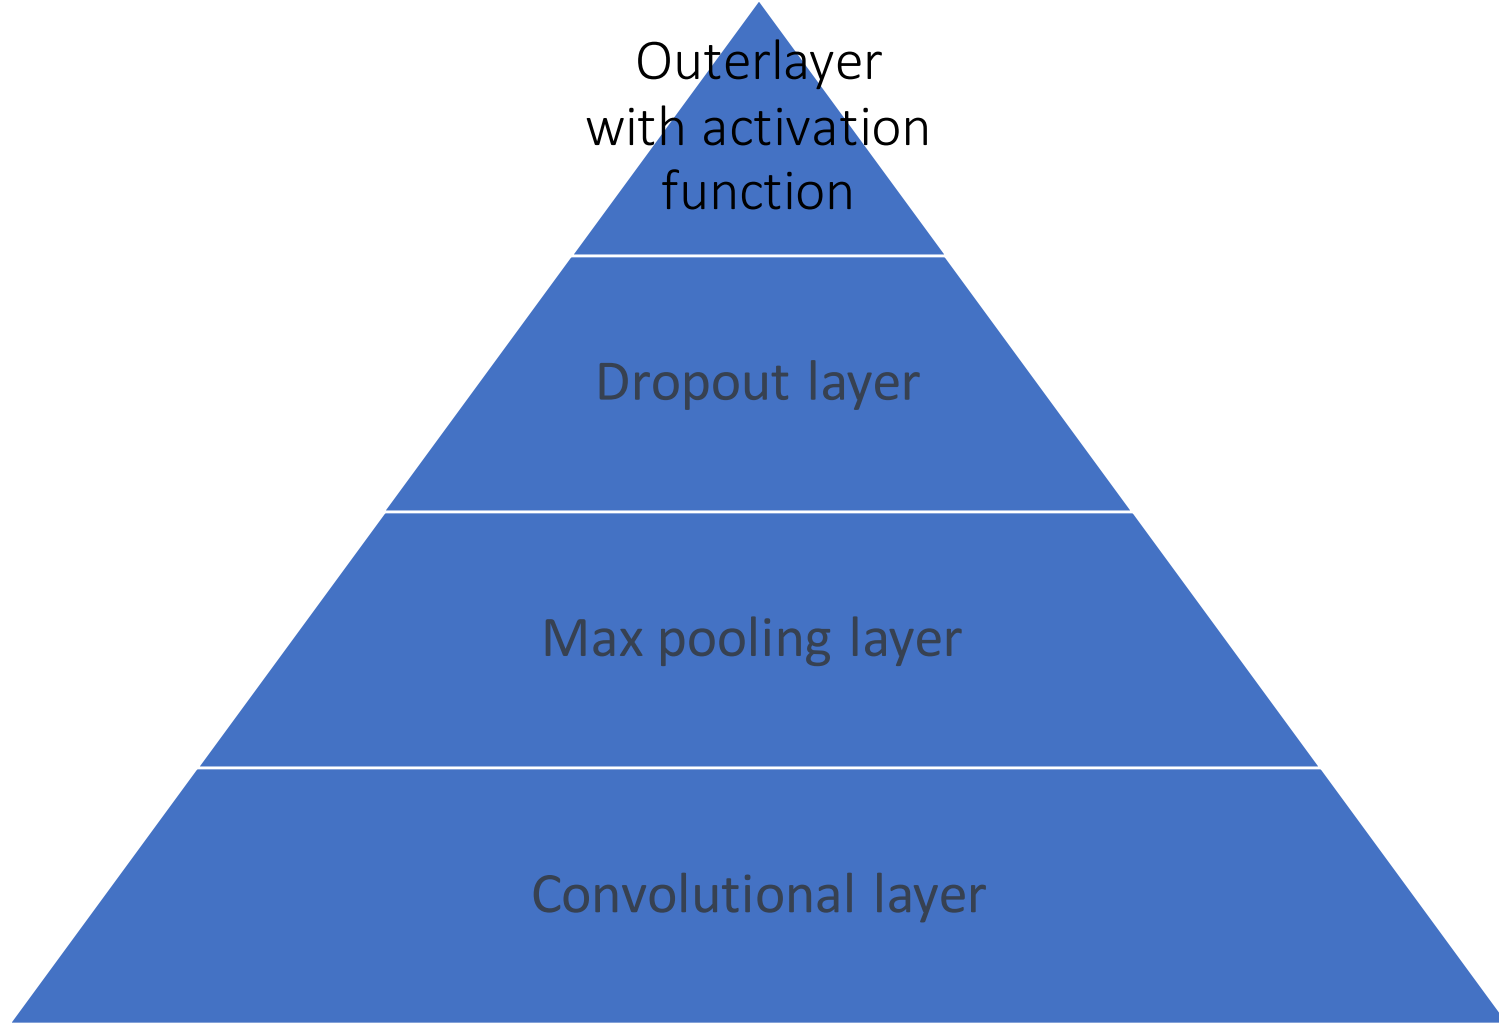 Outerlayer
with activation
function
Dropout layer
Max pooling layer
Convolutional layer